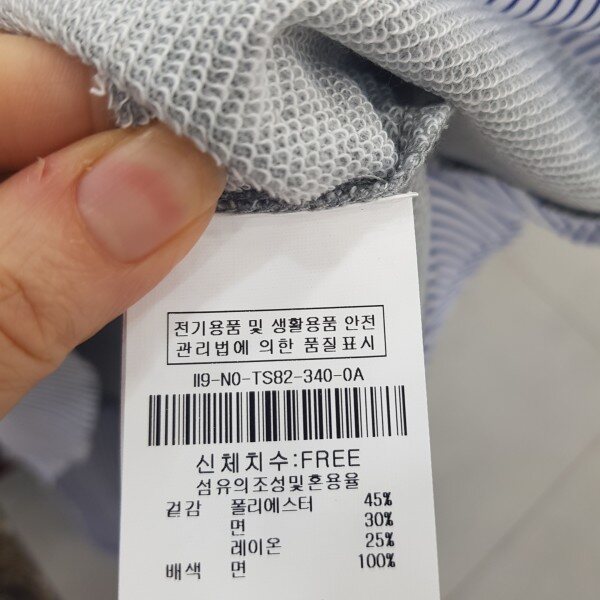 전기용품 및 생활용품 안전
관리법에 의한 품질표시
II9-N0-TS82-340-0A
신체치수:FREE
섬유의조성및혼용율
겉감 폴리에스터 45%
면 30%
레이온 25%
배색 면 100%